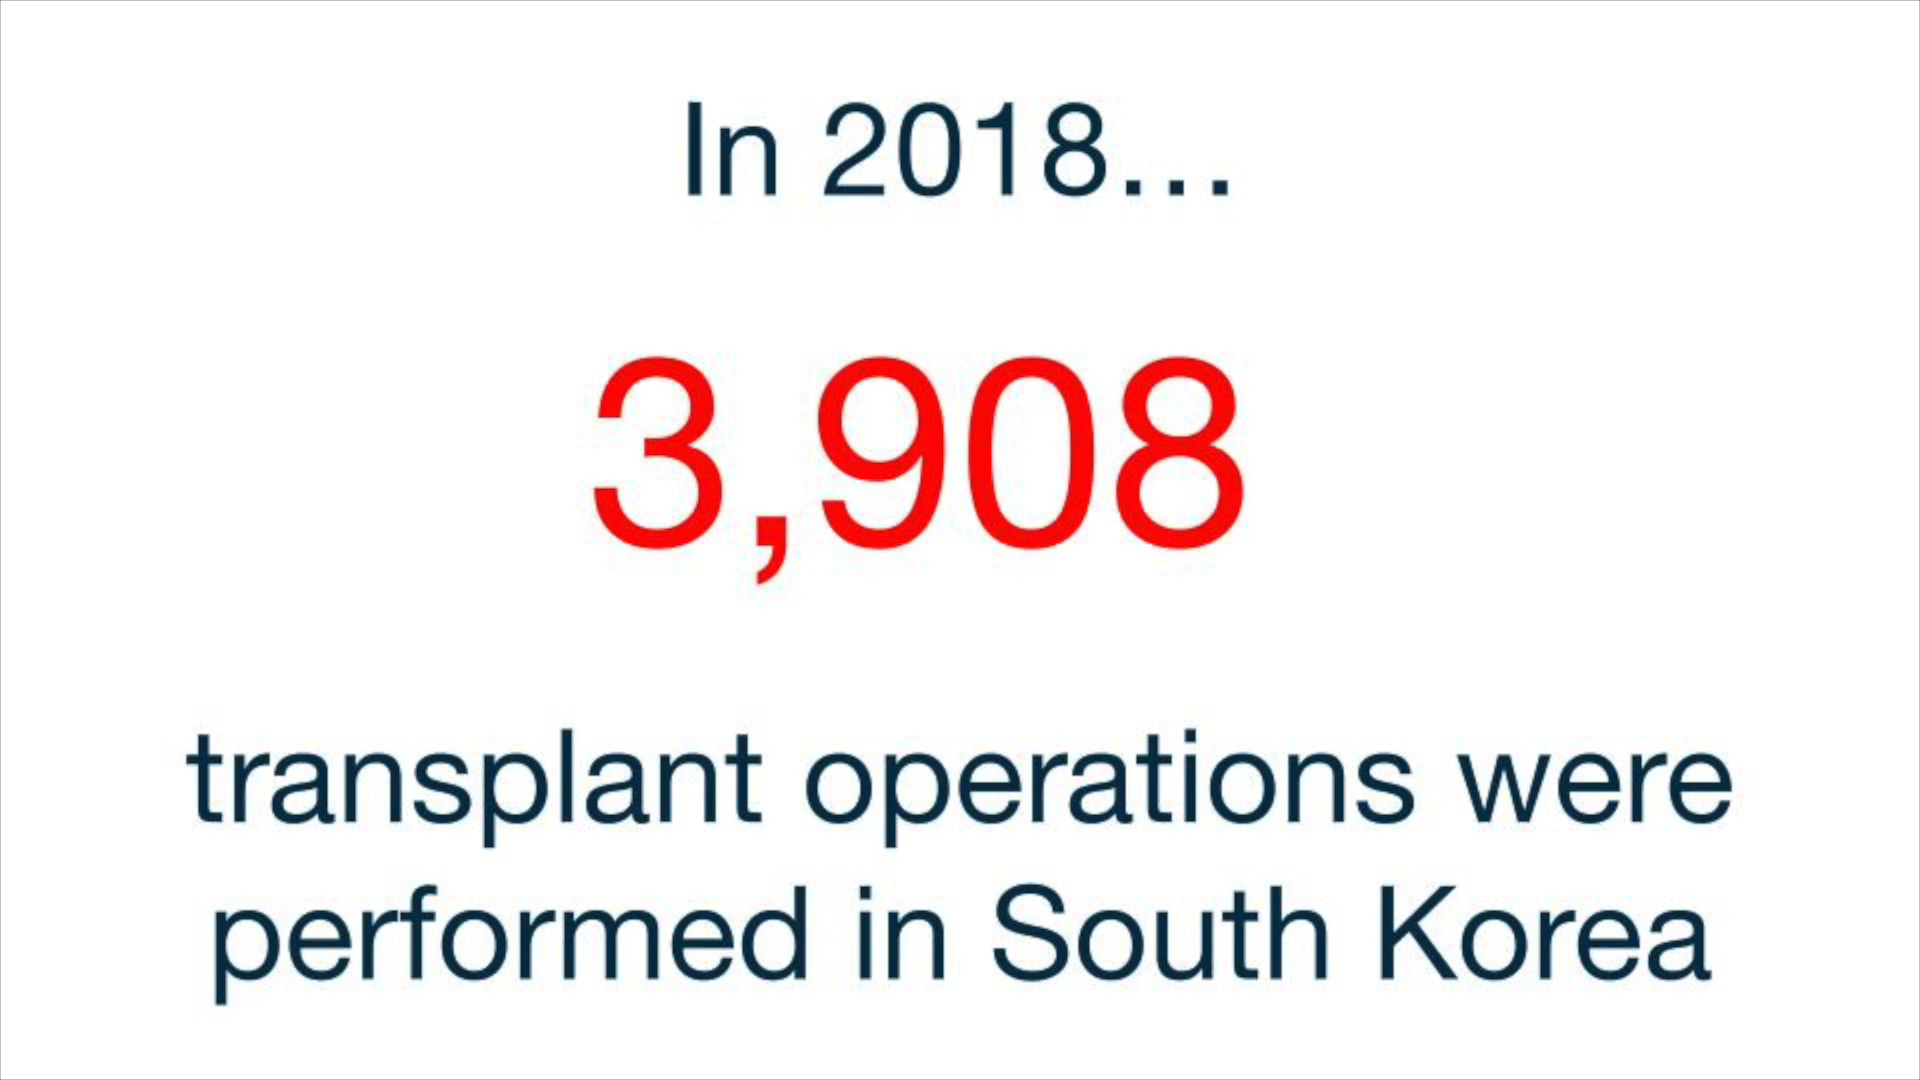 In 2018…
3,908
transplant operations were
performed in South Korea